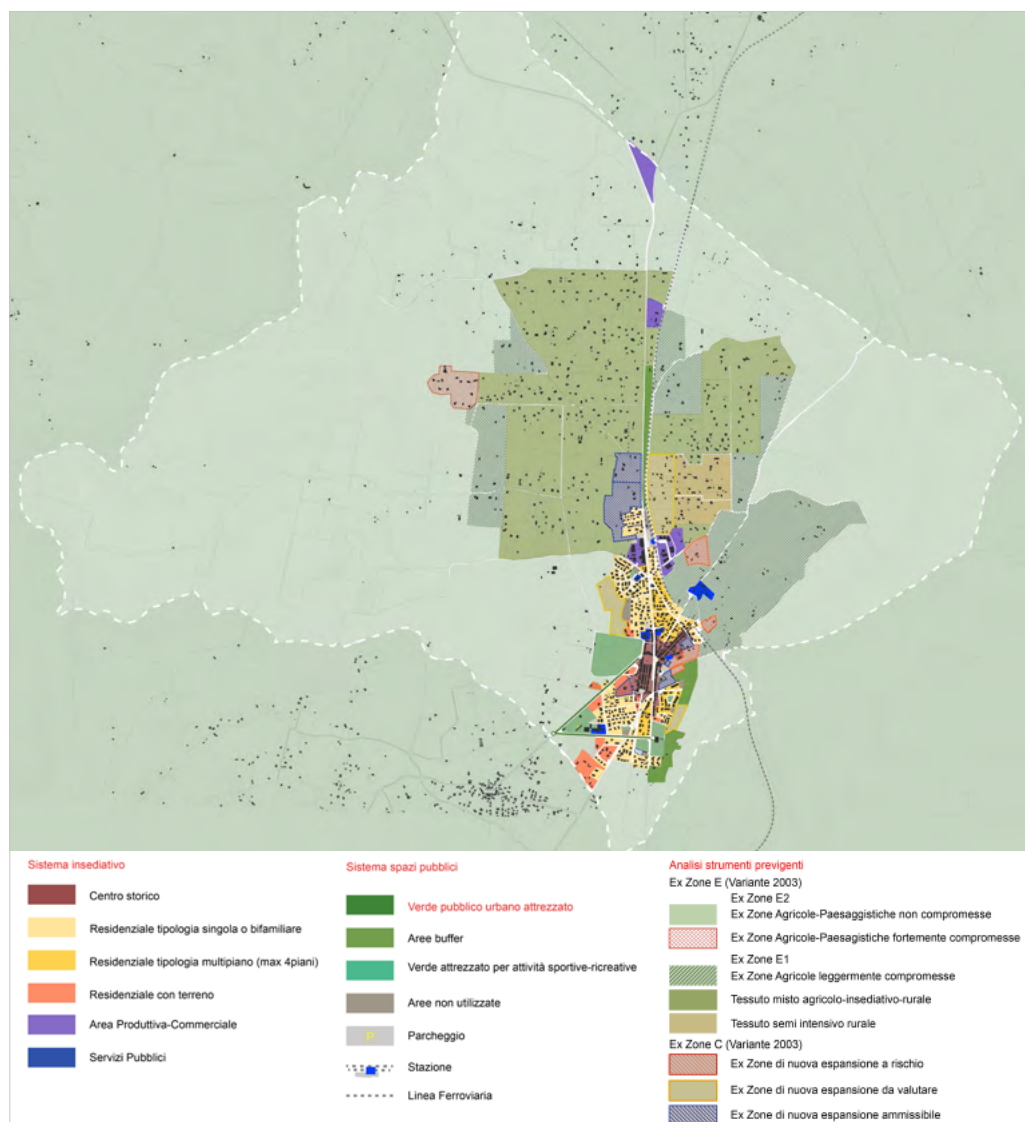 Sistema insediativo
Centro storico
Residenziale tipologia singola o bifamiliare
Residenziale tipologia multipiano (max 4piani)
Residenziale con terreno
Area Produttiva-Commerciale
Servizi Pubblici
Sistema spazi pubblici
Verde pubblico urbano attrezzato
Aree buffer
Verde attrezzato per attività sportive-ricreative
Aree non utilizzate
P
Parcheggio
Stazione
Linea Ferroviaria
Analisi strumenti previgenti
Ex Zone E (Variante 2003)
Ex Zone E2
Ex Zone Agricole-Paesaggistiche non compromesse
Ex Zone Agricole-Paesagistiche fortemente compromesse
Ex Zone E1
Ex Zone Agricole leggermente compromesse
Tessuto misto agricolo-insediativo-rurale
Tessuto semi intensivo rurale
Ex Zone C (Variante 2003)
Ex Zone di nuova espansione a rischio
Ex Zone di nuova espansione da valutare
Ex Zone di nuova espansione ammissibile